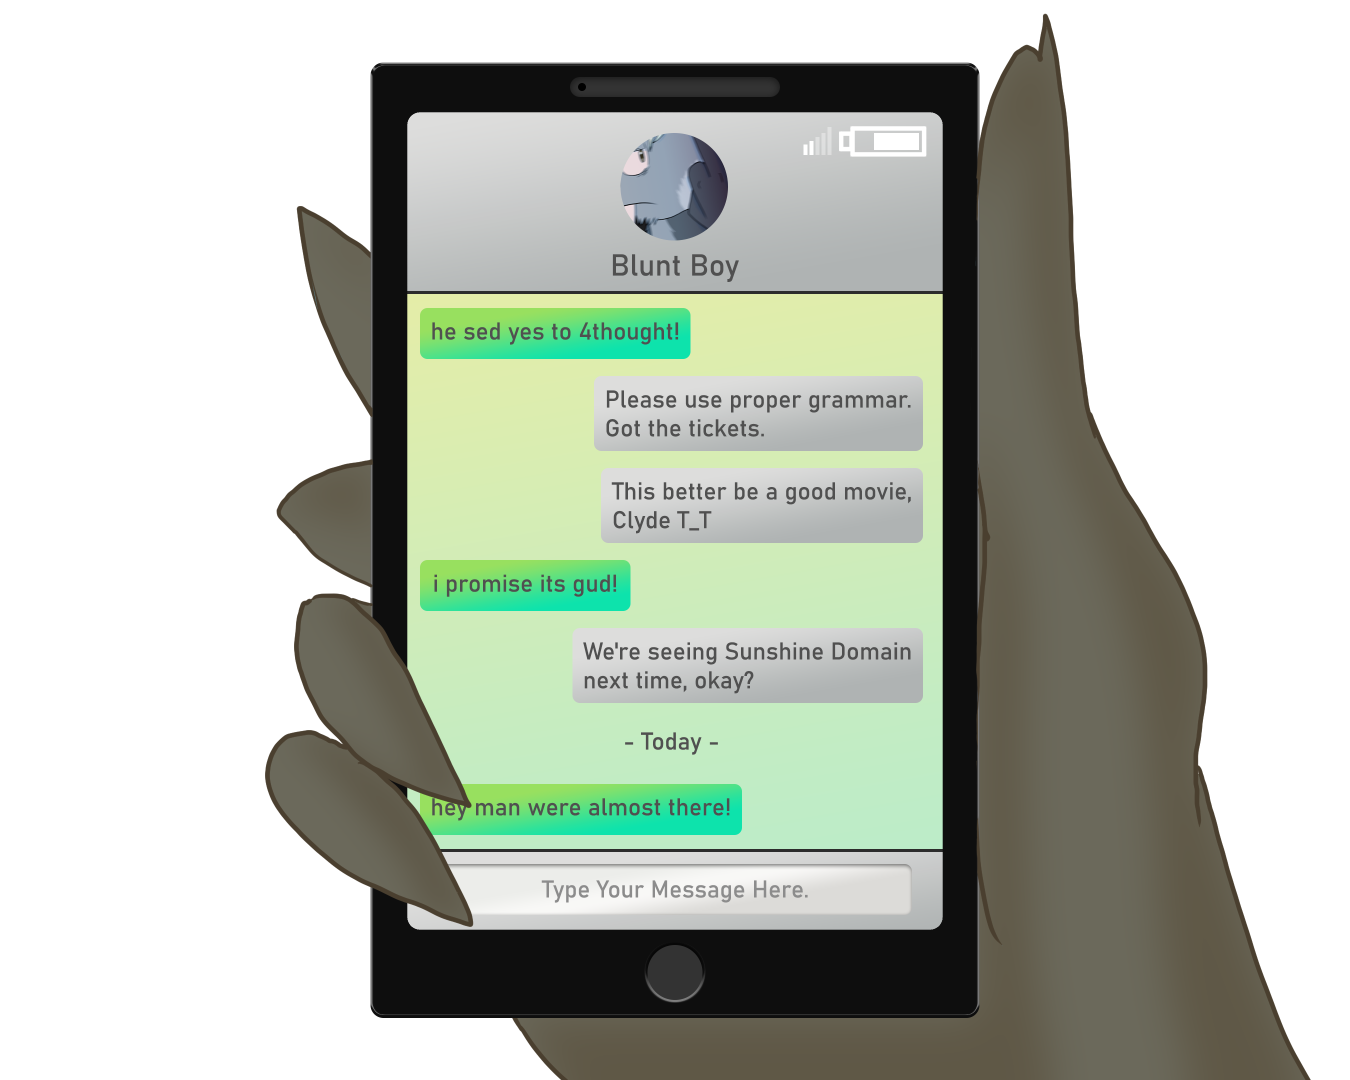 Blunt Boy
he sed yes to 4thought!
Please use proper grammar.
Got the tickets.
This better be a good movie,
Clyde T_T
i promise its gud!
We're seeing Sunshine Domain
next time, okay?
- Today -
hey man were almost there!
Type Your Message Here.